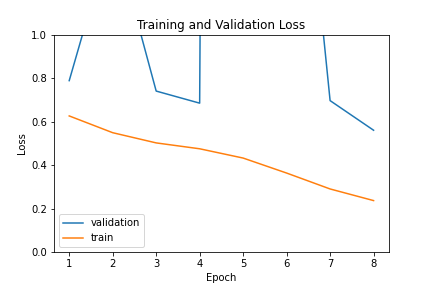 Training and Validation Loss
1.0
0.8
0.6
0.4
0.2
0.0
Loss
validation
train
1 2 3 4 5 6 7 8
Epoch